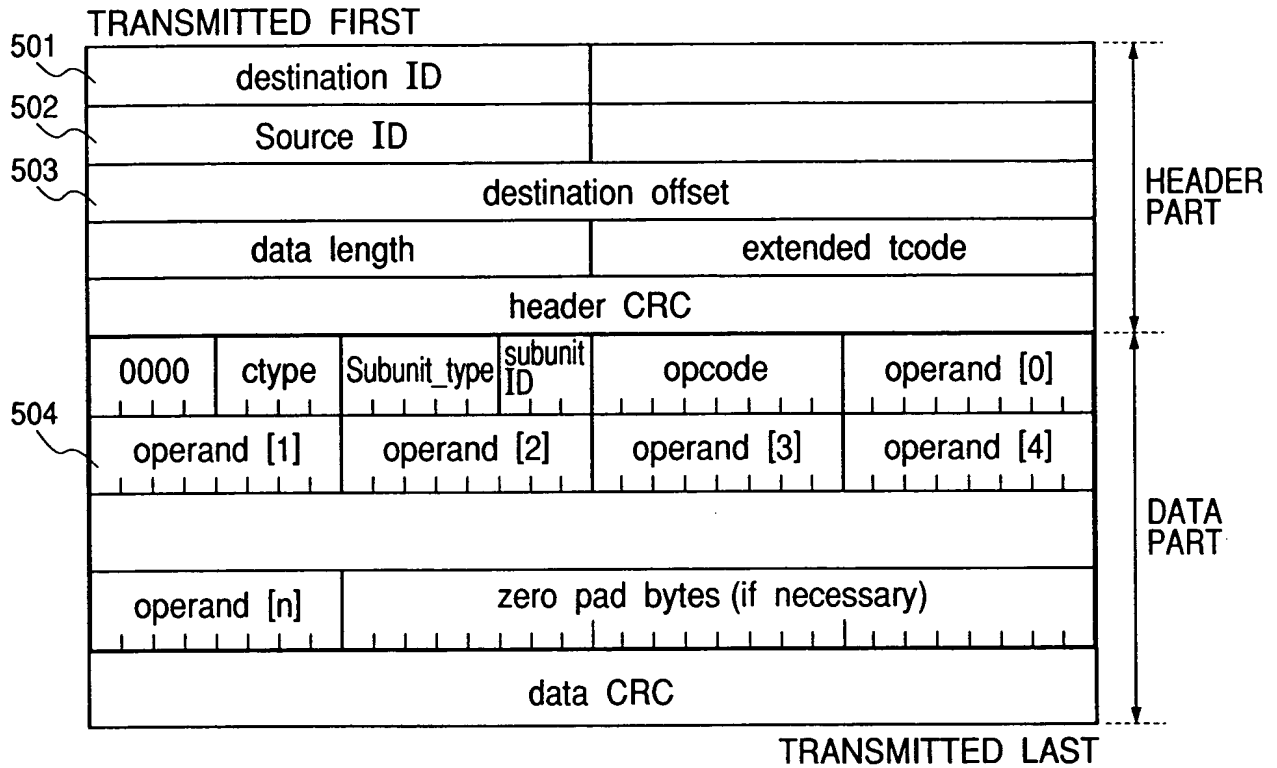 TRANSMITTED FIRST
501
destination ID
502
Source ID
503
destination offset
HEADER
PART
data length extended tcode
header CRC
0000 ctype Subunit_type subunit
ID opcode operand [0]
504
operand [1] operand [2] operand [3] operand [4]
DATA
PART
operand [n] zero pad bytes (if necessary)
data CRC
TRANSMITTED LAST